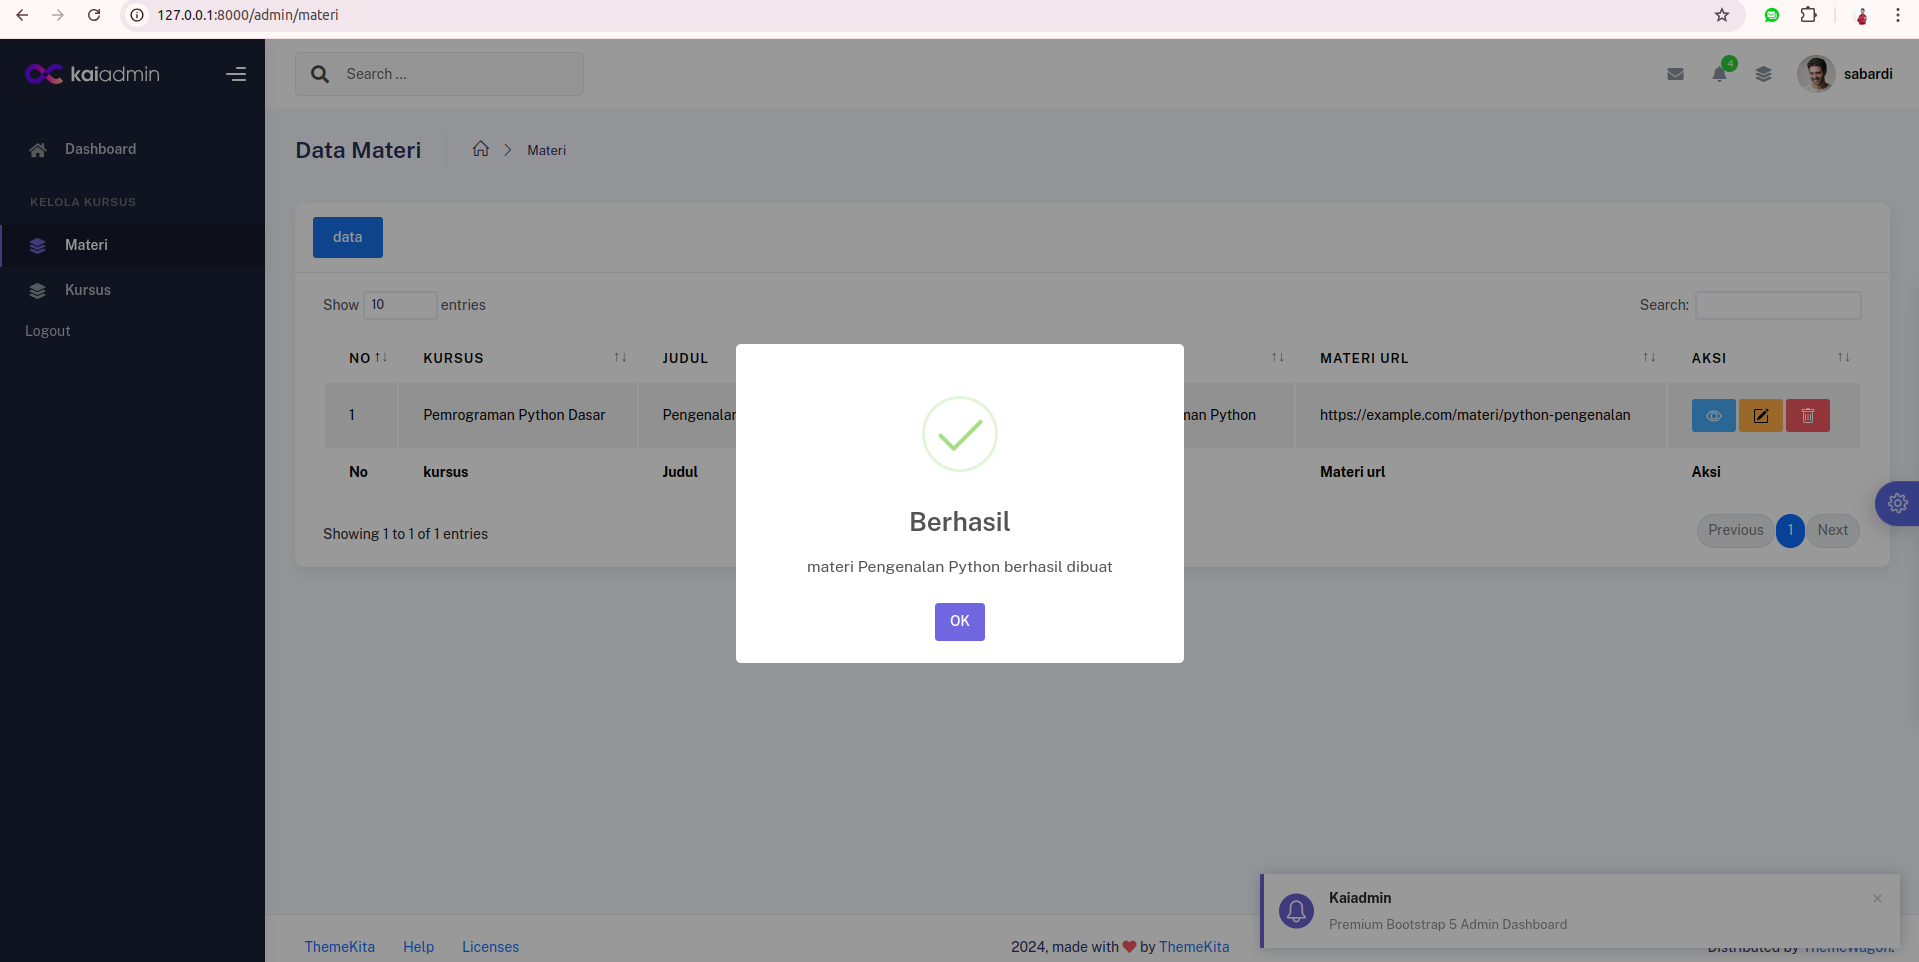 127.0.0.1:8000/admin/materi
kaiadmin
Search ...
4
sabardi
Dashboard
KELOLA KURSUS
Materi
Kursus
Logout
Data Materi
Materi
data
Show 10 entries
Search:
NO KURSUS JUDUL MATERI URL AKSI
1 Pemrograman Python Dasar Pengenalan man Python https://example.com/materi/python-pengenalan
No kursus Judul Materi url Aksi
Showing 1 to 1 of 1 entries
Previous 1 Next
Berhasil
materi Pengenalan Python berhasil dibuat
OK
Kaiadmin
Premium Bootstrap 5 Admin Dashboard
ThemeKita Help Licenses
2024, made with by ThemeKita
Distributed by ThemeWagon.